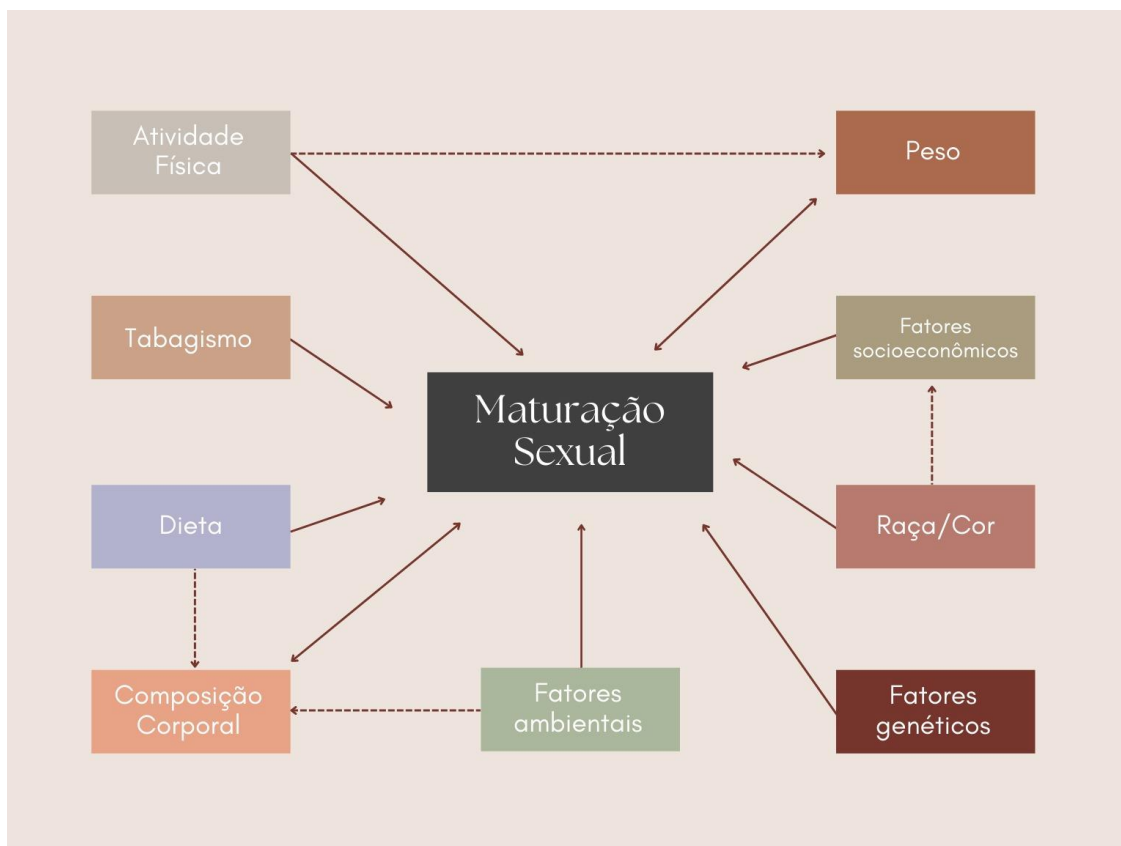 Atividade
Física
Peso
Tabagismo
Fatores
socioeconômicos
Maturação
Sexual
Dieta
Raça/Cor
Composição
Corporal
Fatores
ambientais
Fatores
genéticos